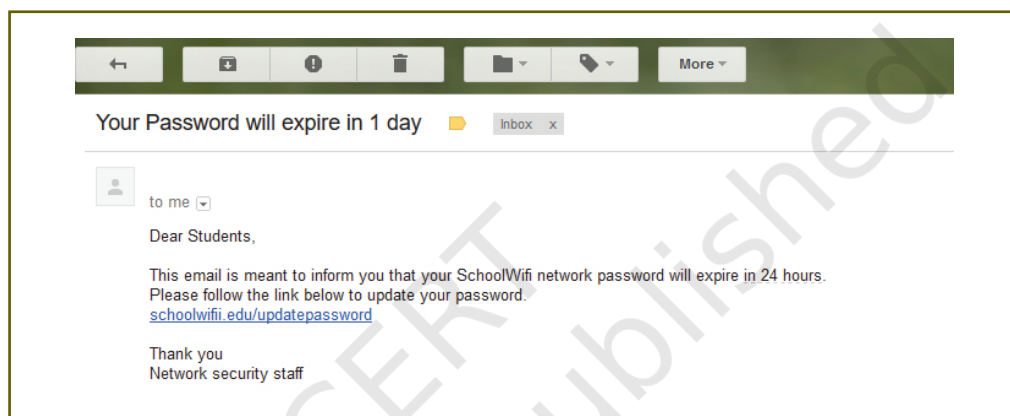 More
Your Password will expire in 1 day
Inbox x
to me
Dear Students,
This email is meant to inform you that your SchoolWifi network password will expire in 24 hours.
Please follow the link below to update your password.
schoolwifii.edu/updatepassword
Thank you
Network security staff
CERT
ublished